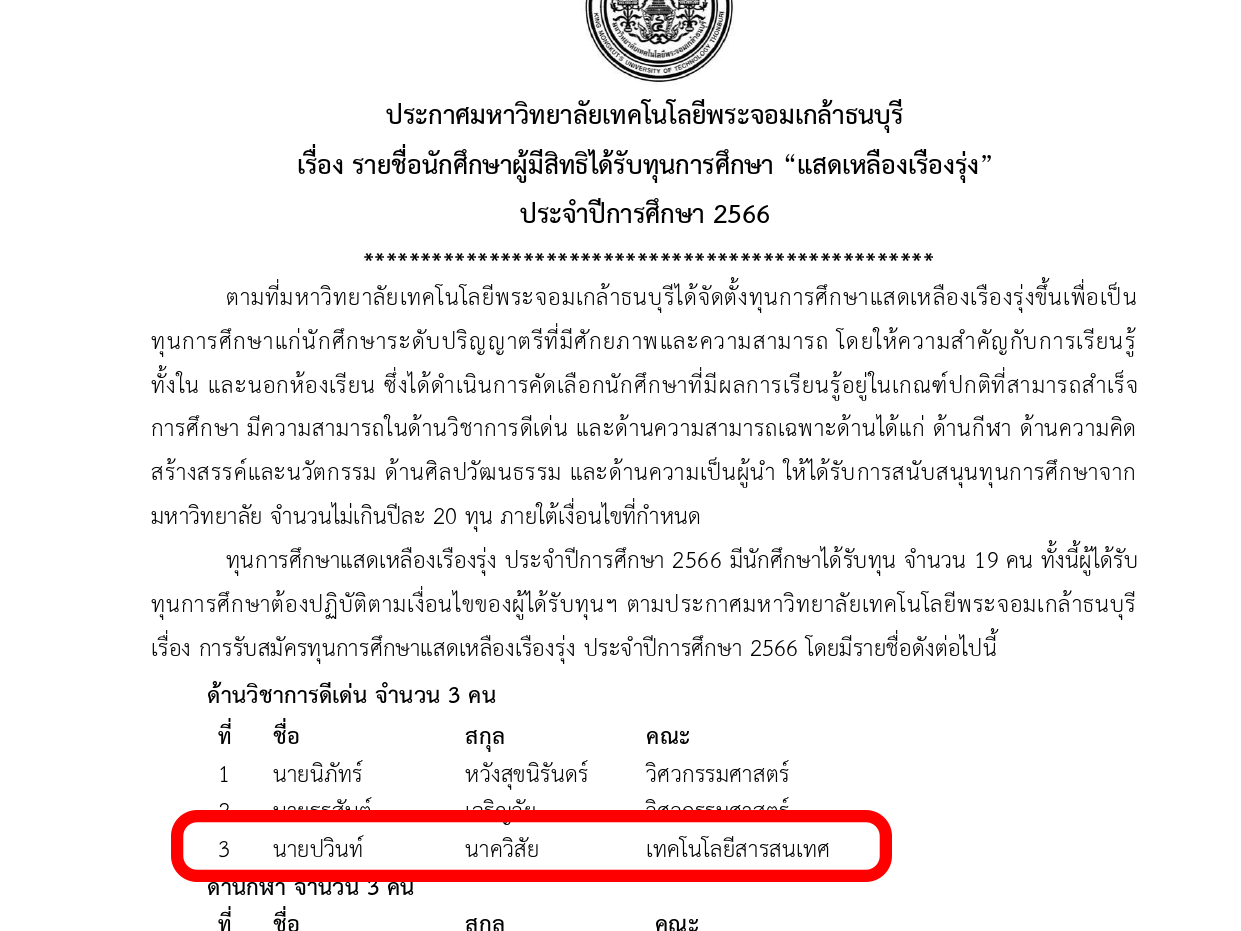 มหาวิทยาลัยเทคโนโลยีพระจอมเกล้าธนบุรี
KING MONGKUT'S UNIVERSITY OF TECHNOLOGY THONBURI
ประกาศมหาวิทยาลัยเทคโนโลยีพระจอมเกล้าธนบุรี
เรื่อง รายชื่อนักศึกษาผู้มีสิทธิได้รับทุนการศึกษา “แสดเหลืองเรืองรุ่ง”
ประจำปีการศึกษา 2566
**************************************************
ตามที่มหาวิทยาลัยเทคโนโลยีพระจอมเกล้าธนบุรีได้จัดตั้งทุนการศึกษาแสดเหลืองเรืองรุ่งขึ้นเพื่อเป็น
ทุนการศึกษาแก่นักศึกษาระดับปริญญาตรีที่มีศักยภาพและความสามารถ โดยให้ความสำคัญกับการเรียนรู้
ทั้งใน และนอกห้องเรียน ซึ่งได้ดำเนินการคัดเลือกนักศึกษาที่มีผลการเรียนรู้อยู่ในเกณฑ์ปกติที่สามารถสำเร็จ
การศึกษา มีความสามารถในด้านวิชาการดีเด่น และด้านความสามารถเฉพาะด้านได้แก่ ด้านกีฬา ด้านความคิด
สร้างสรรค์และนวัตกรรม ด้านศิลปวัฒนธรรม และด้านความเป็นผู้นำ ให้ได้รับการสนับสนุนทุนการศึกษาจาก
มหาวิทยาลัย จำนวนไม่เกินปีละ 20 ทุน ภายใต้เงื่อนไขที่กำหนด
ทุนการศึกษาแสดเหลืองเรืองรุ่ง ประจำปีการศึกษา 2566 มีนักศึกษาได้รับทุน จำนวน 19 คน ทั้งนี้ผู้ได้รับ
ทุนการศึกษาต้องปฏิบัติตามเงื่อนไขของผู้ได้รับทุนฯ ตามประกาศมหาวิทยาลัยเทคโนโลยีพระจอมเกล้าธนบุรี
เรื่อง การรับสมัครทุนการศึกษาแสดเหลืองเรืองรุ่ง ประจำปีการศึกษา 2566 โดยมีรายชื่อดังต่อไปนี้
ด้านวิชาการดีเด่น จำนวน 3 คน
ที่ ชื่อ สกุล คณะ
1 นายนิภัทร์ หวังสุขนิรันดร์ วิศวกรรมศาสตร์
2 วิศวกรรมศาสตร์
3 นายปวินท์ นาควิสัย เทคโนโลยีสารสนเทศ
ด้านกีฬา จำนวน 3 คน
ที่ ชื่อ สกุล คณะ